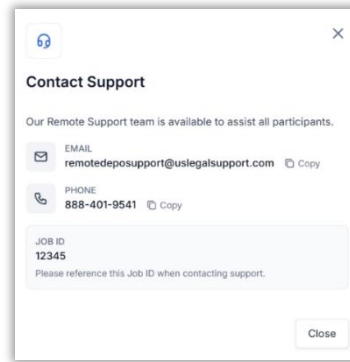 Contact Support
Our Remote Support team is available to assist all participants.
EMAIL
remotedeposupport@uslegalsupport.com Copy
PHONE
888-401-9541 Copy
JOB ID
12345
Please reference this Job ID when contacting support.
Close